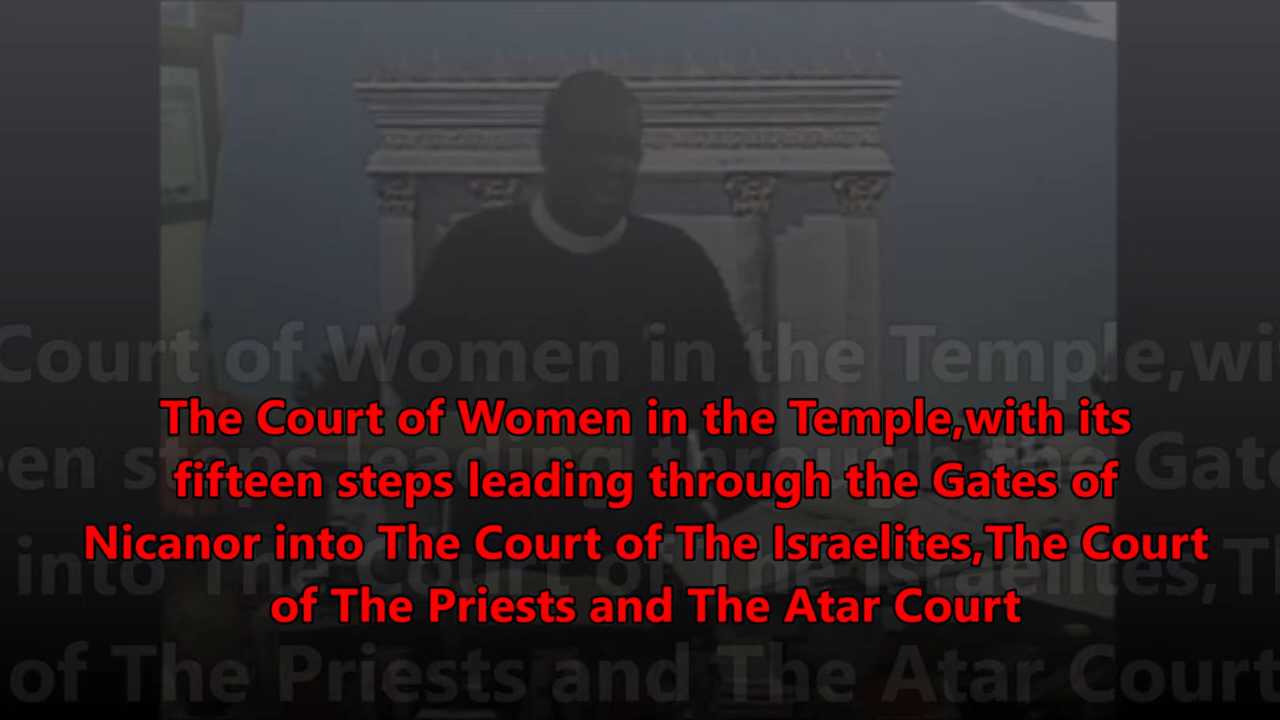 The Court of Women in the Temple,with its
fifteen steps leading through the Gates of
Nicanor into The Court of The Israelites,The Court
of The Priests and The Atar Court